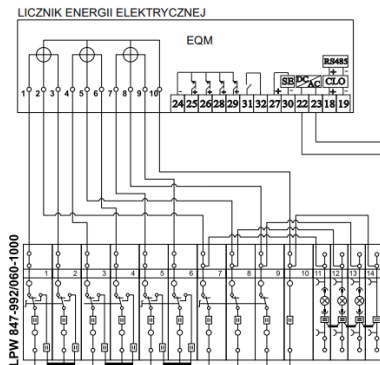 LICZNIK ENERGII ELEKTRYCZNEJ
EQM
RS485
+ -
SE DC AC CLO
+ - + -
1 2 3 4 5 6 7 8 9 10
24 25 26 28 29 31 32 27 30 22 23 18 19
LPW 847-992/060-1000
1 2 3 4 5 6 7 8 9 10 11 12 13 14